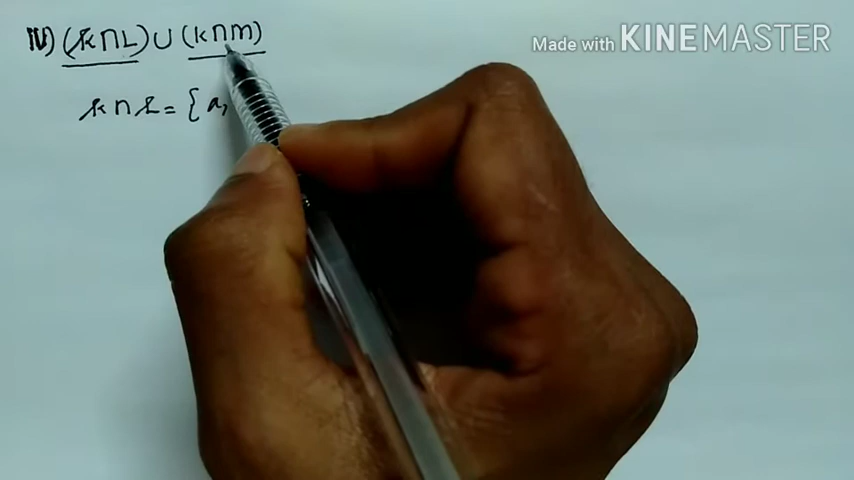 IV) (K∩L)∪(K∩M)
Made with KINEMASTER
K∩L = {a,